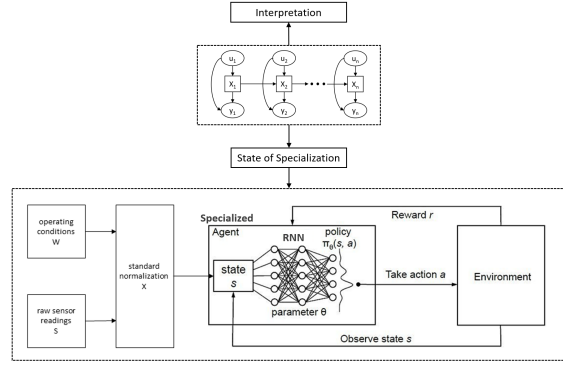 Interpretation
u1 u2 un
X1 X2 Xn
y1 y2 yn
State of Specialization
operating
conditions
W
raw sensor
readings
S
standard
normalization
X
Specialized
Agent
state
s
RNN
parameter θ
policy
πθ(s, a)
Reward r
Take action a
Observe state s
Environment